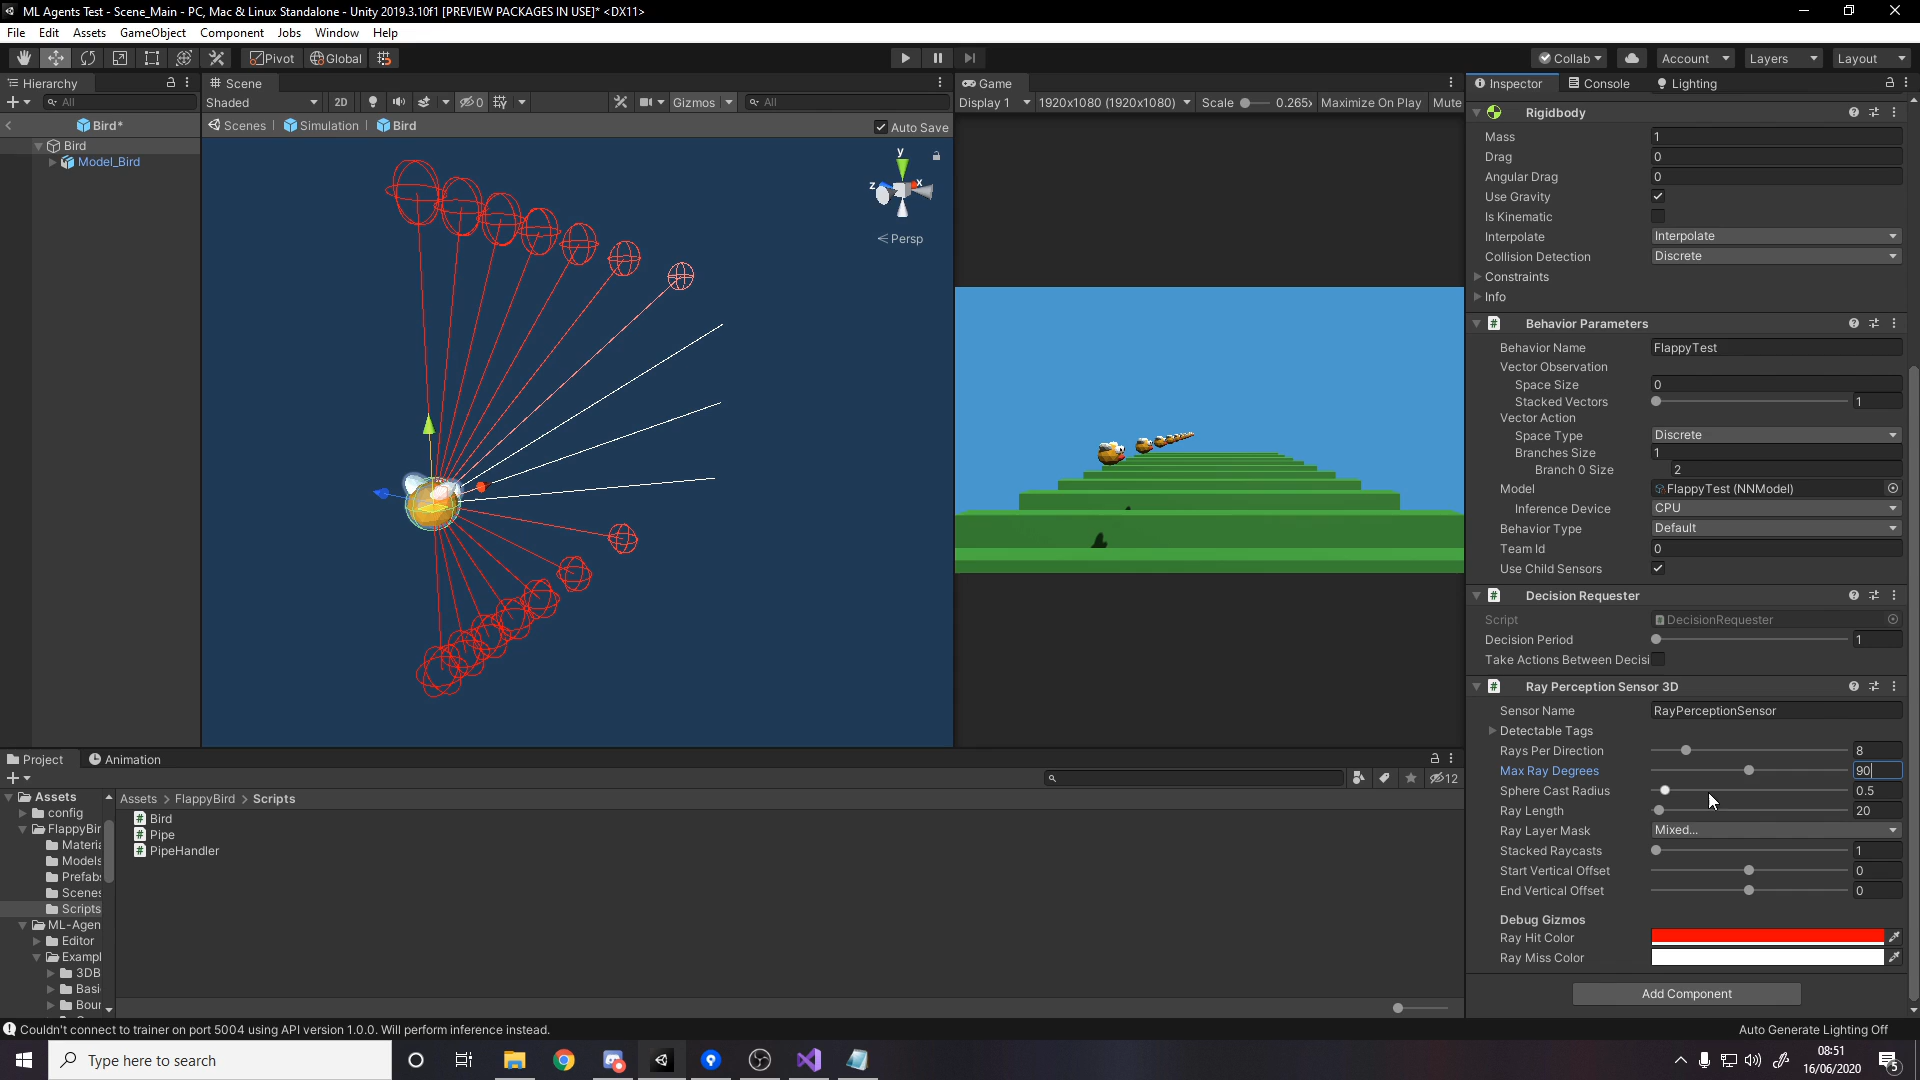 ML Agents Test - Scene_Main - PC, Mac & Linux Standalone - Unity 2019.3.10f1 [PREVIEW PACKAGES IN USE]* <DX11>
File Edit Assets GameObject Component Jobs Window Help
Pivot Global Collab Account Layers Layout
Hierarchy
All
Bird*
Bird
Model_Bird
Scene
Shaded 2D 0 Gizmos All
Scenes Simulation Bird Auto Save
y
z x
Persp
Game
Display 1 1920x1080 (1920x1080) Scale 0.265x Maximize On Play Mute
Inspector Console Lighting
Rigidbody
Mass 1
Drag 0
Angular Drag 0
Use Gravity
Is Kinematic
Interpolate Interpolate
Collision Detection Discrete
Constraints
Info
Behavior Parameters
Behavior Name FlappyTest
Vector Observation
Space Size 0
Stacked Vectors 1
Vector Action
Space Type Discrete
Branches Size 1
Branch 0 Size 2
Model FlappyTest (NNModel)
Inference Device CPU
Behavior Type Default
Team Id 0
Use Child Sensors
Decision Requester
Script DecisionRequester
Decision Period 1
Take Actions Between Decisi
Ray Perception Sensor 3D
Sensor Name RayPerceptionSensor
Detectable Tags
Rays Per Direction 8
Max Ray Degrees 90
Sphere Cast Radius 0.5
Ray Length 20
Ray Layer Mask Mixed...
Stacked Raycasts 1
Start Vertical Offset 0
End Vertical Offset 0
Debug Gizmos
Ray Hit Color
Ray Miss Color
Add Component
Project Animation
12
Assets
config
FlappyBir
Materia
Models
Prefabs
Scenes
Scripts
ML-Agen
Editor
Exampl
3DB
Basi
Bour
Assets > FlappyBird > Scripts
Bird
Pipe
PipeHandler
Couldn't connect to trainer on port 5004 using API version 1.0.0. Will perform inference instead.
Auto Generate Lighting Off
Type here to search
08:51
16/06/2020
5